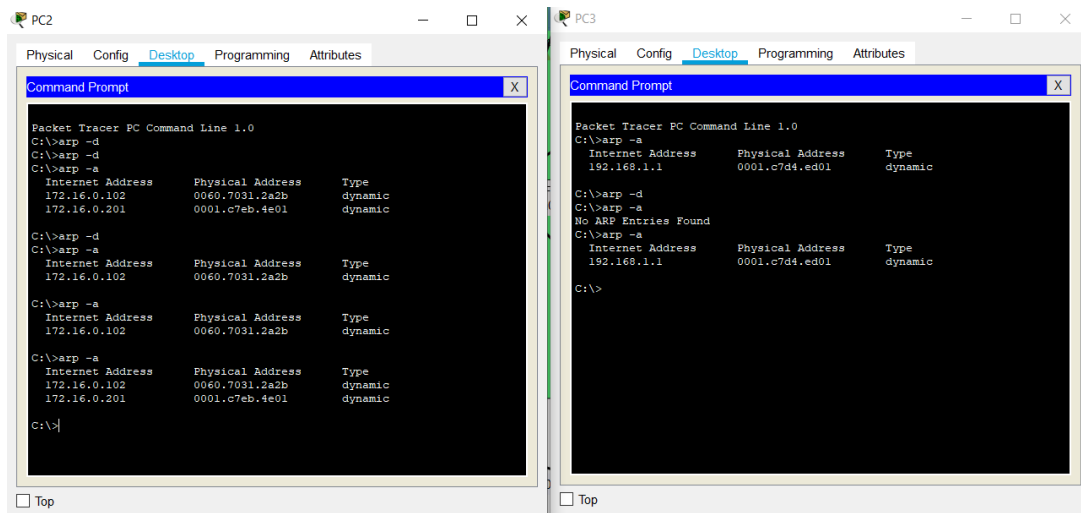 PC2
Physical Config Desktop Programming Attributes
Command Prompt
X
Packet Tracer PC Command Line 1.0
C:\>arp -d
C:\>arp -d
C:\>arp -a
Internet Address Physical Address Type
172.16.0.102 0060.7031.2a2b dynamic
172.16.0.201 0001.c7eb.4e01 dynamic
C:\>arp -d
C:\>arp -a
Internet Address Physical Address Type
172.16.0.102 0060.7031.2a2b dynamic
C:\>arp -a
Internet Address Physical Address Type
172.16.0.102 0060.7031.2a2b dynamic
C:\>arp -a
Internet Address Physical Address Type
172.16.0.102 0060.7031.2a2b dynamic
172.16.0.201 0001.c7eb.4e01 dynamic
C:\>
Top
PC3
Physical Config Desktop Programming Attributes
Command Prompt
X
Packet Tracer PC Command Line 1.0
C:\>arp -a
Internet Address Physical Address Type
192.168.1.1 0001.c7d4.ed01 dynamic
C:\>arp -d
C:\>arp -a
No ARP Entries Found
C:\>arp -a
Internet Address Physical Address Type
192.168.1.1 0001.c7d4.ed01 dynamic
C:\>
Top